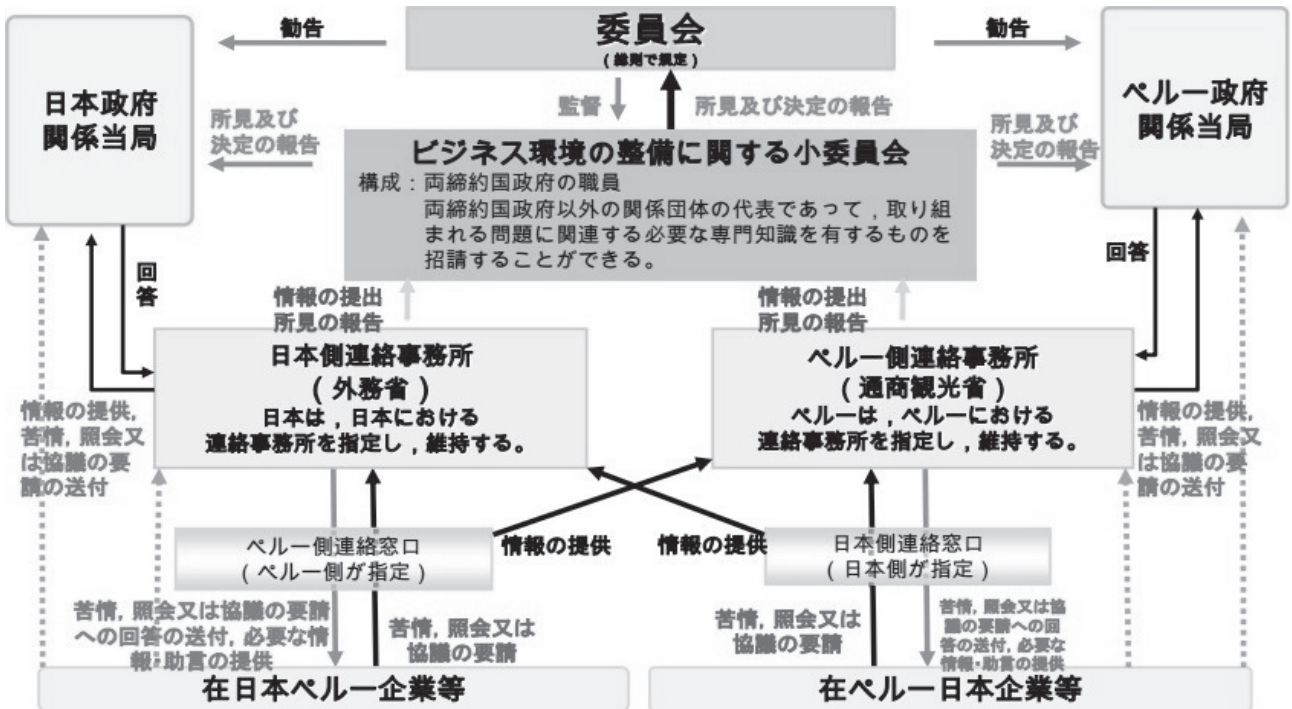 委員会
(総則で規定)
勧告
勧告
日本政府
関係当局
ペルー政府
関係当局
監督
所見及び決定の報告
所見及び
決定の報告
所見及び
決定の報告
ビジネス環境の整備に関する小委員会
構成：両締約国政府の職員
両締約国政府以外の関係団体の代表であって，取り組
まれる問題に関連する必要な専門知識を有するものを
招請することができる。
回
答
回答
情報の提出
所見の報告
情報の提出
所見の報告
日本側連絡事務所
(外務省)
日本は，日本における
連絡事務所を指定し，維持する。
ペルー側連絡事務所
(通商観光省)
ペルーは，ペルーにおける
連絡事務所を指定し，維持する。
情報の提供，
苦情，照会又
は協議の要
請の送付
情報の提供，
苦情，照会又
は協議の要
請の送付
ペルー側連絡窓口
(ペルー側が指定)
情報の提供
情報の提供
日本側連絡窓口
(日本側が指定)
苦情，照会又は協議の要請
への回答の送付，必要な情
報・助言の提供
苦情，照会又は
協議の要請
苦情，照会又は
協議の要請
苦情，照会又は協
議の要請への回
答の送付，必要な
情報・助言の提供
在日本ペルー企業等
在ペルー日本企業等